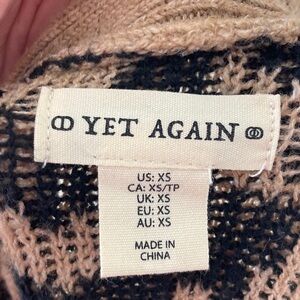 YET AGAIN
US: XS
CA: XS/TP
UK: XS
EU: XS
AU: XS
MADE IN
CHINA